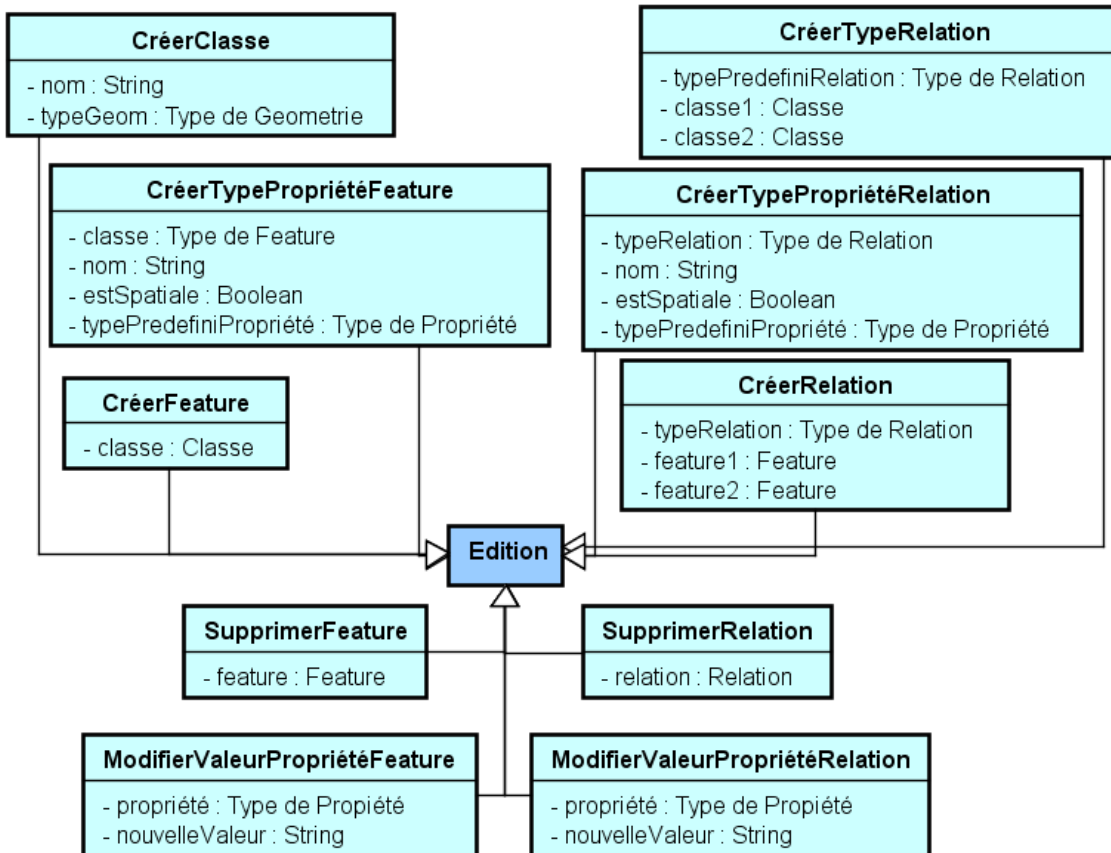 CréerClasse
- nom : String
- typeGeom : Type de Geometrie
CréerTypeRelation
- typePredefiniRelation : Type de Relation
- classe1 : Classe
- classe2 : Classe
CréerTypePropriétéFeature
- classe : Type de Feature
- nom : String
- estSpatiale : Boolean
- typePredefiniPropriété : Type de Propriété
CréerTypePropriétéRelation
- typeRelation : Type de Relation
- nom : String
- estSpatiale : Boolean
- typePredefiniPropriété : Type de Propriété
CréerFeature
- classe : Classe
CréerRelation
- typeRelation : Type de Relation
- feature1 : Feature
- feature2 : Feature
Edition
SupprimerFeature
- feature : Feature
SupprimerRelation
- relation : Relation
ModifierValeurPropriétéFeature
- propriété : Type de Propiété
- nouvelleValeur : String
ModifierValeurPropriétéRelation
- propriété : Type de Propiété
- nouvelleValeur : String